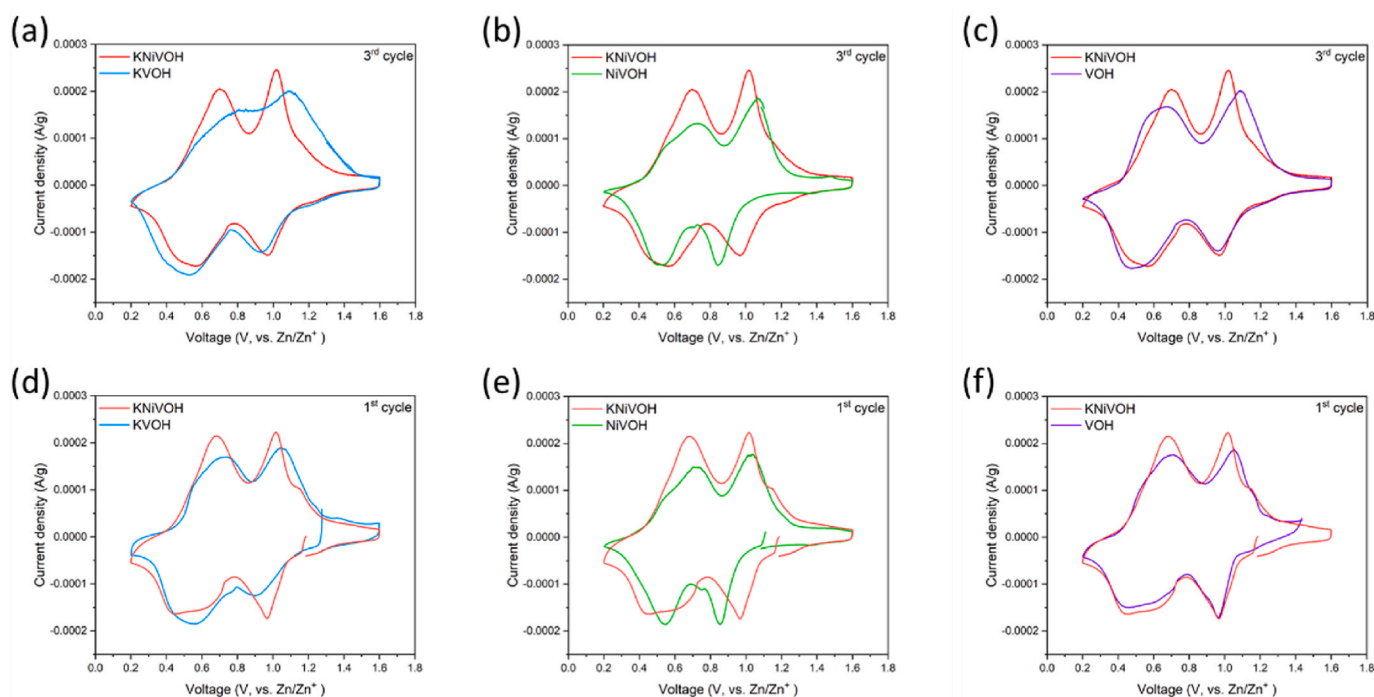 (a)
KNiVOH
KVOH
3rd cycle
Current density (A/g)
0.0003
0.0002
0.0001
0.0000
-0.0001
-0.0002
0.0 0.2 0.4 0.6 0.8 1.0 1.2 1.4 1.6 1.8
Voltage (V, vs. Zn/Zn+ )
(b)
KNiVOH
NiVOH
3rd cycle
Current density (A/g)
0.0003
0.0002
0.0001
0.0000
-0.0001
-0.0002
0.0 0.2 0.4 0.6 0.8 1.0 1.2 1.4 1.6 1.8
Voltage (V, vs. Zn/Zn+ )
(c)
KNiVOH
VOH
3rd cycle
Current density (A/g)
0.0003
0.0002
0.0001
0.0000
-0.0001
-0.0002
0.0 0.2 0.4 0.6 0.8 1.0 1.2 1.4 1.6 1.8
Voltage (V, vs. Zn/Zn+ )
(d)
KNiVOH
KVOH
1st cycle
Current density (A/g)
0.0003
0.0002
0.0001
0.0000
-0.0001
-0.0002
0.0 0.2 0.4 0.6 0.8 1.0 1.2 1.4 1.6 1.8
Voltage (V, vs. Zn/Zn+ )
(e)
KNiVOH
NiVOH
1st cycle
Current density (A/g)
0.0003
0.0002
0.0001
0.0000
-0.0001
-0.0002
0.0 0.2 0.4 0.6 0.8 1.0 1.2 1.4 1.6 1.8
Voltage (V, vs. Zn/Zn+ )
(f)
KNiVOH
VOH
1st cycle
Current density (A/g)
0.0003
0.0002
0.0001
0.0000
-0.0001
-0.0002
0.0 0.2 0.4 0.6 0.8 1.0 1.2 1.4 1.6 1.8
Voltage (V, vs. Zn/Zn+ )